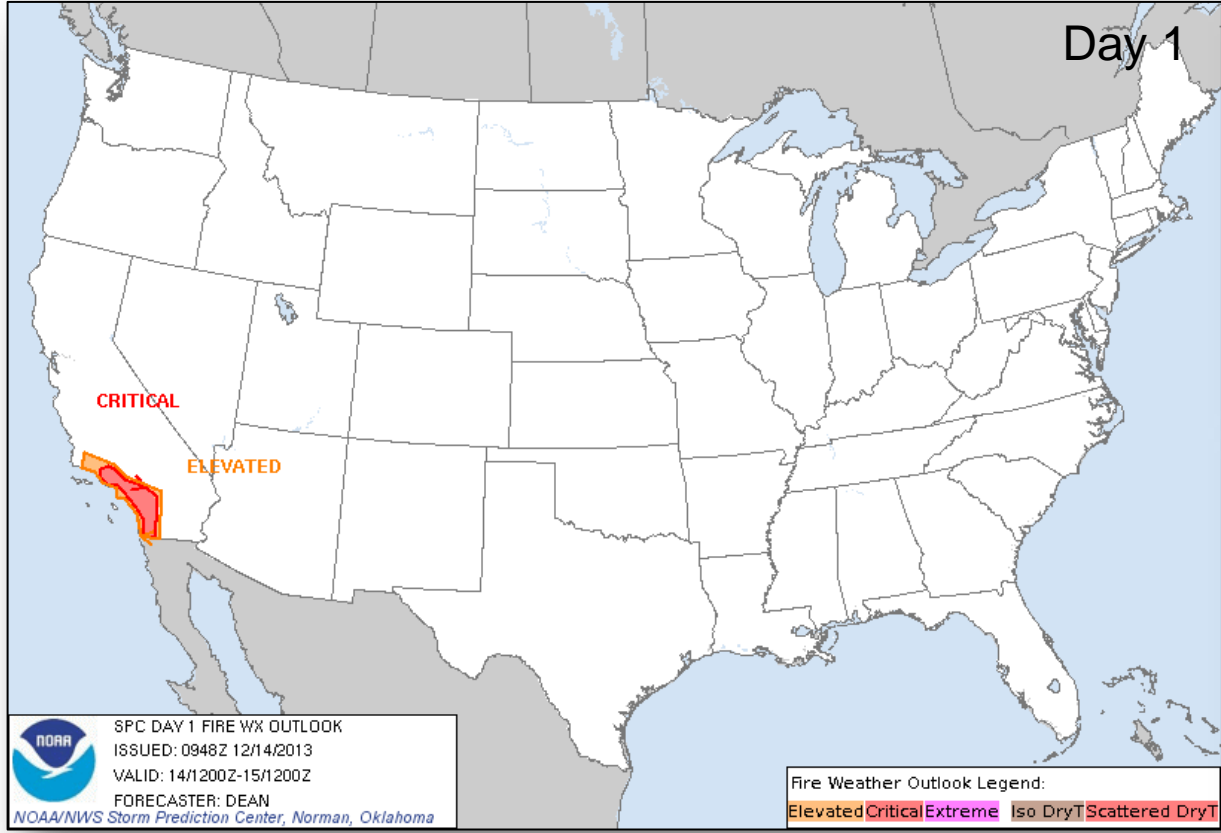 Day 1
CRITICAL
ELEVATED
NOAA
SPC DAY 1 FIRE WX OUTLOOK
ISSUED: 0948Z 12/14/2013
VALID: 14/1200Z-15/1200Z
FORECASTER: DEAN
NOAA/NWS Storm Prediction Center, Norman, Oklahoma
Fire Weather Outlook Legend:
Elevated Critical Extreme Iso DryT Scattered DryT